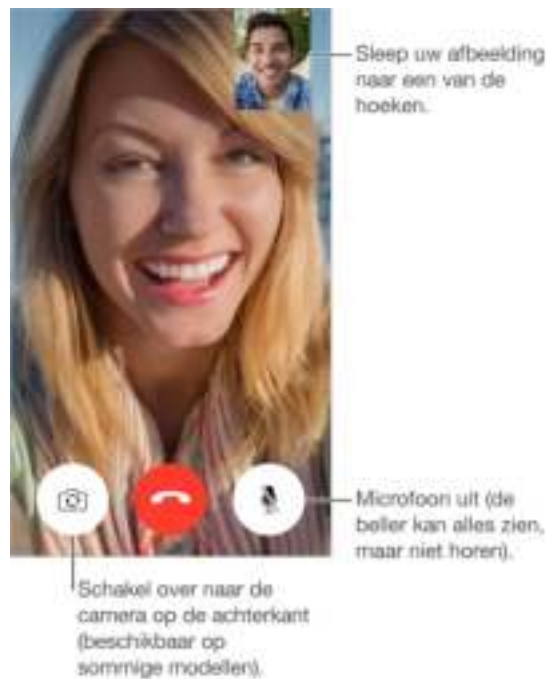 Sleep uw afbeelding
naar een van de
hoeken.
Microfoon uit (de
beller kan alles zien,
maar niet horen).
Schakel over naar de
camera op de achterkant
(beschikbaar op
sommige modellen).